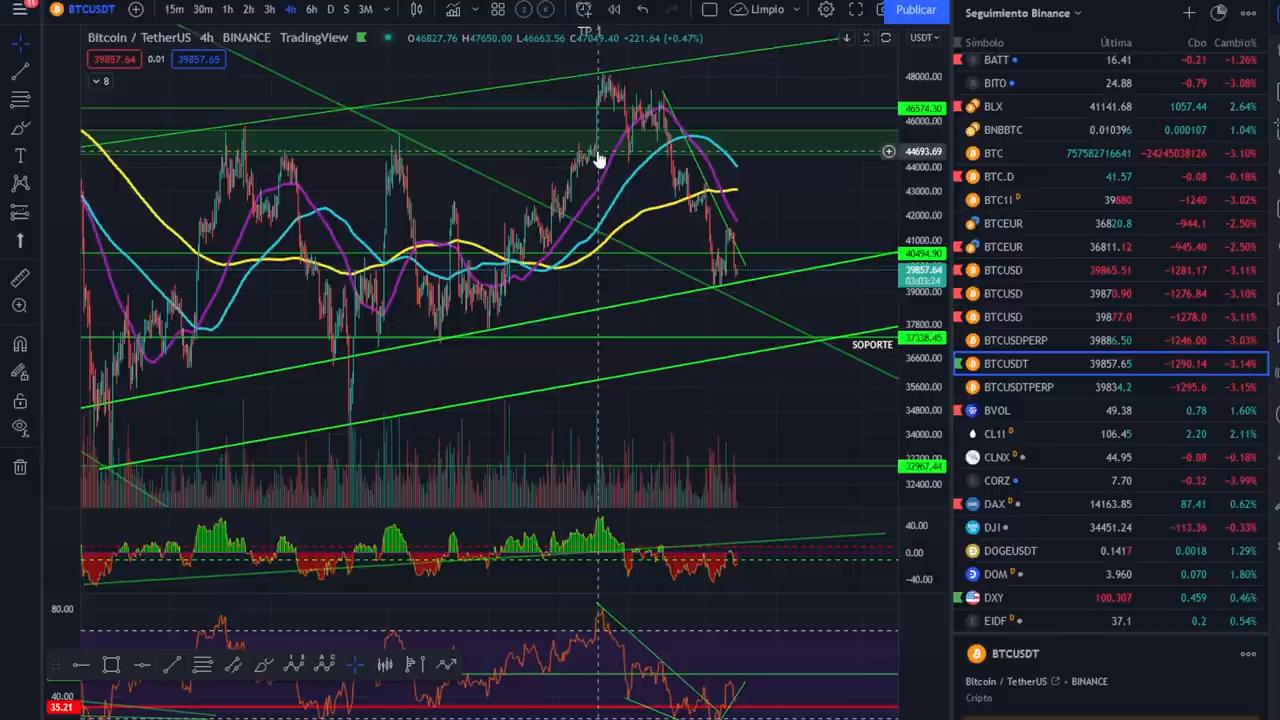 11
BTCUSDT
15m 30m 1h 2h 3h 4h 6h D S 3M
2
K
Limpio
Publicar
Bitcoin / TetherUS 4h BINANCE TradingView
O46827.76 H47650.00 L46663.56 C47049.40 +221.64 (+0.47%)
TP 1
USDT
39857.64 0.01 39857.65
8
48000.00
46574.30
46000.00
44693.69
44000.00
43000.00
42000.00
41000.00
40494.90
39857.64
03:03:24
39000.00
37800.00
37338.45
SOPORTE
36600.00
35600.00
34800.00
34000.00
33200.00
32967.44
32400.00
40.00
0.00
−40.00
80.00
40.00
35.21
Seguimiento Binance
Símbolo Última Cbo Cambio%
BATT 16.41 −0.21 −1.26%
BITO 24.88 −0.79 −3.08%
BLX 41141.68 1057.44 2.64%
BNBBTC 0.010396 0.000107 1.04%
BTC 757582716641 −24245038126 −3.10%
BTC.D 41.57 −0.08 −0.18%
BTC1! D 39880 −1240 −3.02%
BTCEUR 36820.8 −944.1 −2.50%
BTCEUR 36811.12 −945.40 −2.50%
BTCUSD 39865.51 −1281.17 −3.11%
BTCUSD 39870.90 −1276.84 −3.10%
BTCUSD 39877.0 −1278.0 −3.11%
BTCUSDPERP 39886.50 −1246.00 −3.03%
BTCUSDT 39857.65 −1290.14 −3.14%
BTCUSDTPERP 39834.2 −1295.6 −3.15%
BVOL 49.38 0.78 1.60%
CL1! D 106.45 2.20 2.11%
CLNX D 44.95 −0.08 −0.18%
CORZ 7.70 −0.32 −3.99%
DAX D 14163.85 87.41 0.62%
DJI 34451.24 −113.36 −0.33%
DOGEUSDT 0.1417 0.0018 1.29%
DOM D 3.960 0.070 1.80%
DXY 100.307 0.459 0.46%
EIDF D 37.1 0.2 0.54%
BTCUSDT
Bitcoin / TetherUS • BINANCE
Cripto